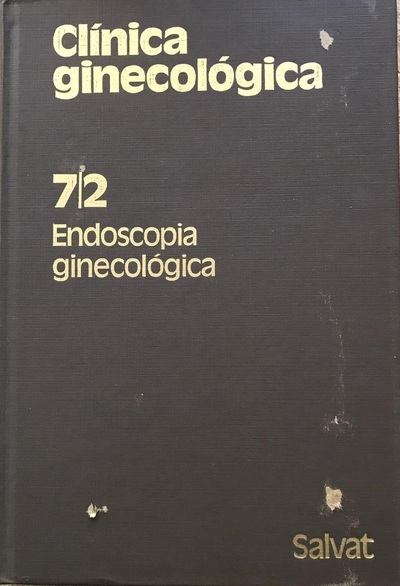 Clínica
ginecológica
7/2
Endoscopia
ginecológica
Salvat